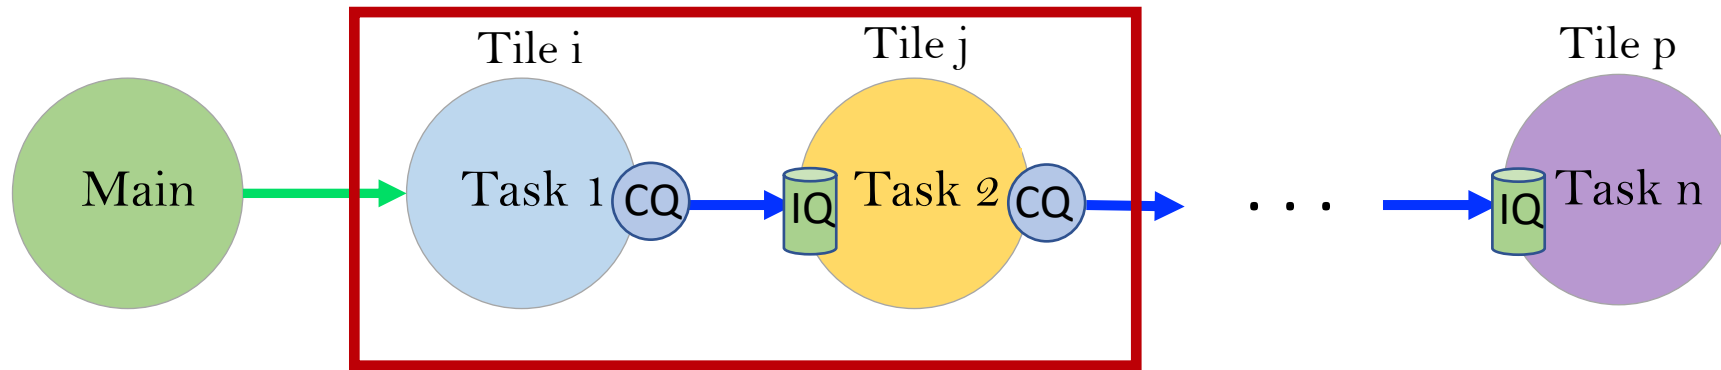 Tile i
Tile j
Tile p
Main
Task 1
CQ
IQ
Task 2
CQ
. . .
IQ
Task n